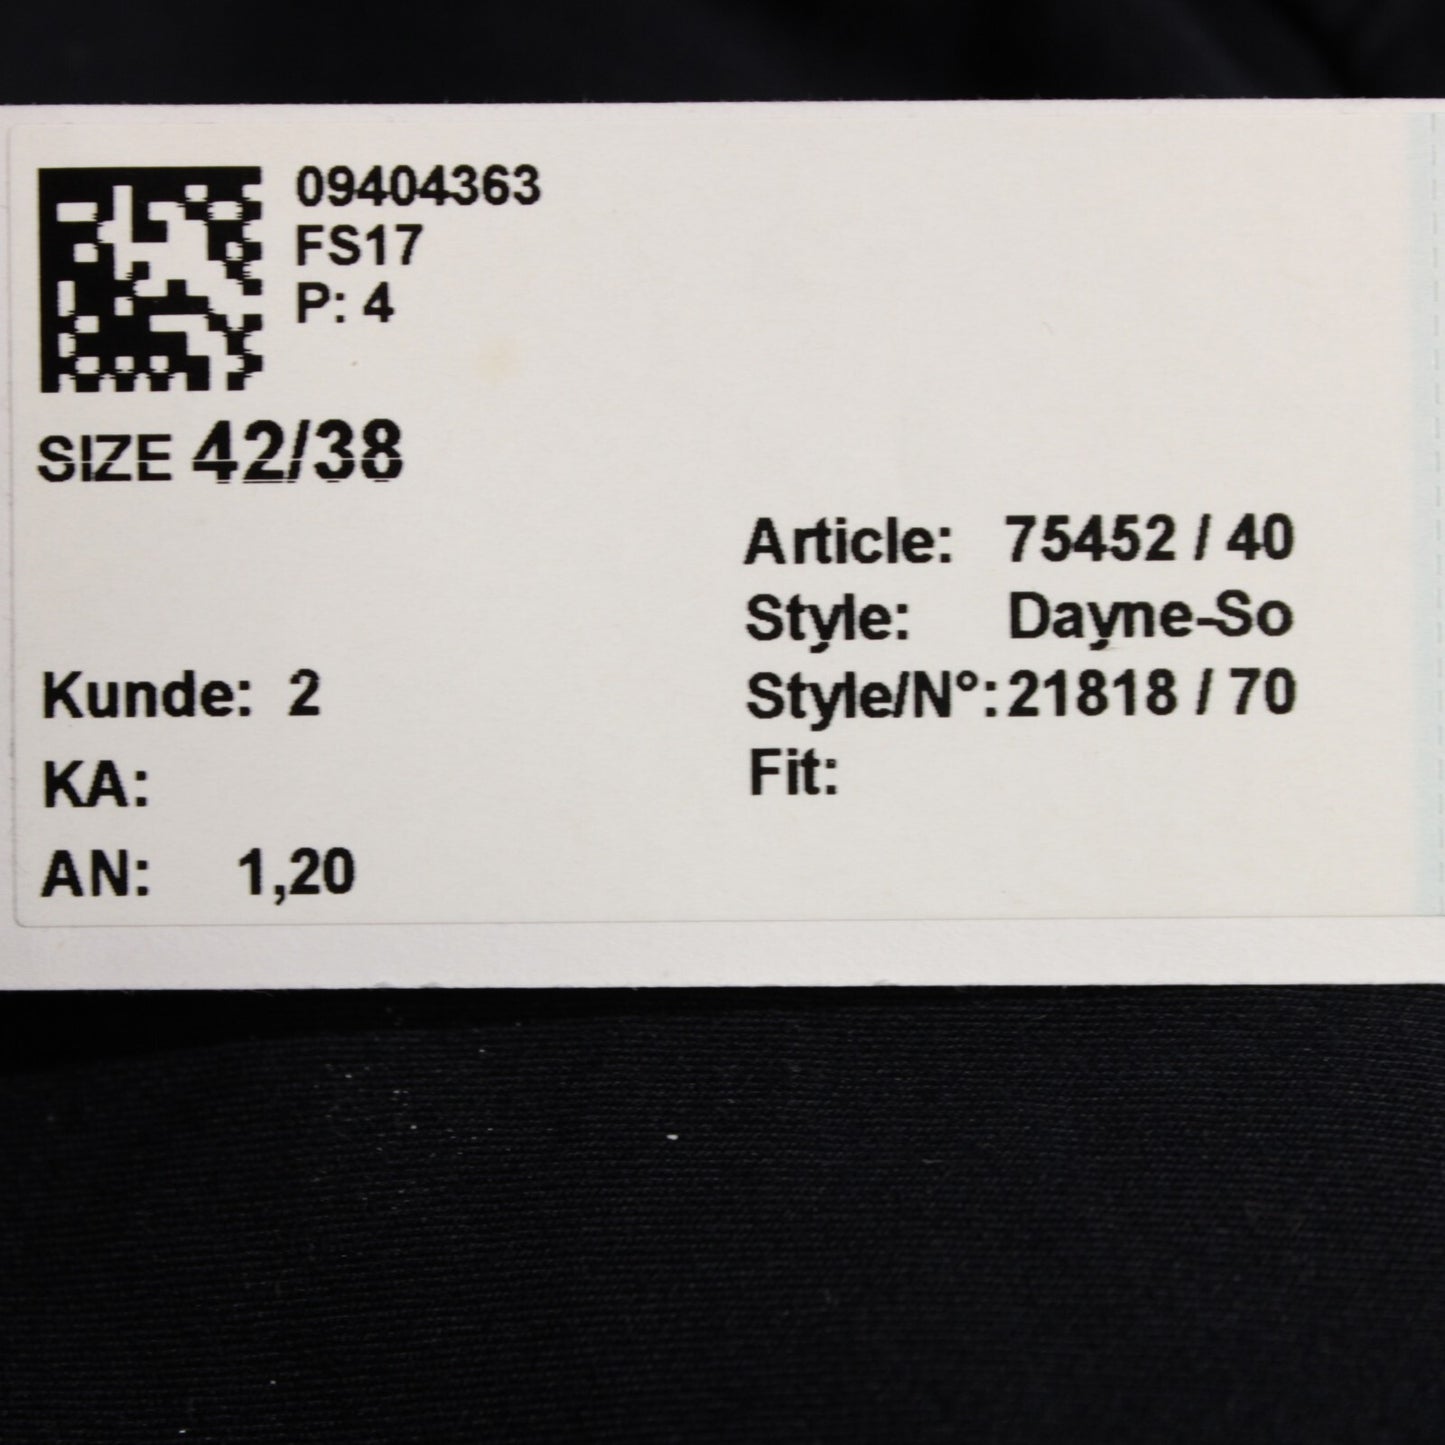 09404363
FS17
P: 4
SIZE 42/38
Article: 75452 / 40
Style: Dayne-So
Kunde: 2
Style/N°: 21818 / 70
KA:
Fit:
AN: 1,20